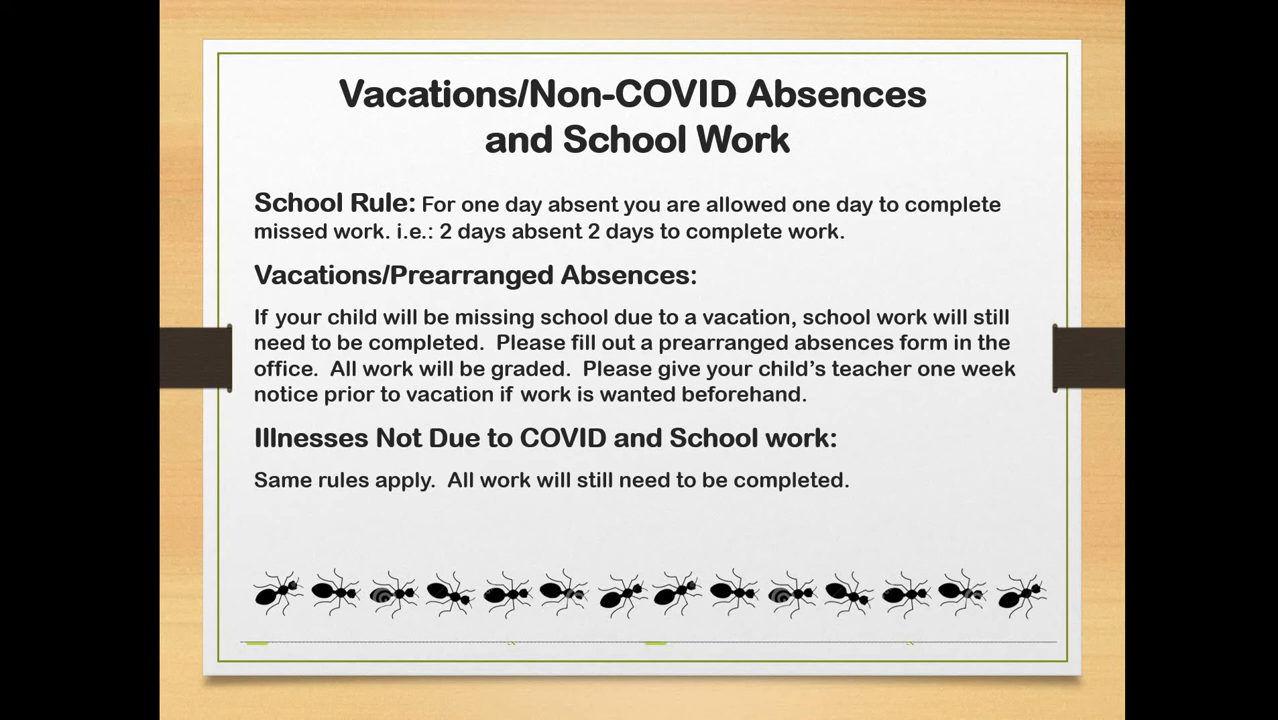 Vacations/Non-COVID Absences
and School Work
School Rule: For one day absent you are allowed one day to complete
missed work. i.e.: 2 days absent 2 days to complete work.
Vacations/Prearranged Absences:
If your child will be missing school due to a vacation, school work will still
need to be completed.  Please fill out a prearranged absences form in the
office.  All work will be graded.  Please give your child’s teacher one week
notice prior to vacation if work is wanted beforehand.
Illnesses Not Due to COVID and School work:
Same rules apply.  All work will still need to be completed.